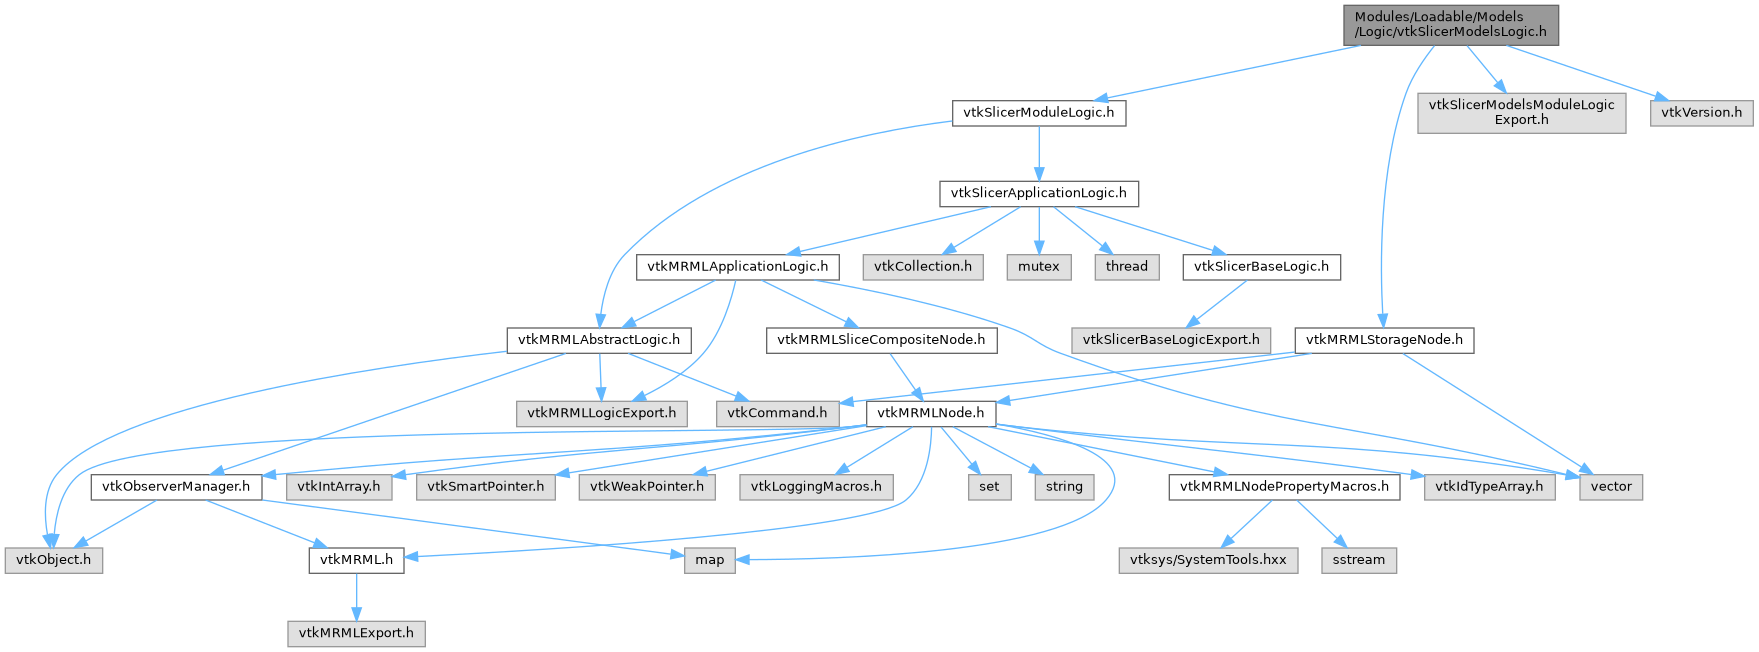 Modules/Loadable/Models
/Logic/vtkSlicerModelsLogic.h
vtkSlicerModuleLogic.h
vtkSlicerModelsModuleLogic
Export.h
vtkVersion.h
vtkSlicerApplicationLogic.h
vtkMRMLApplicationLogic.h
vtkCollection.h
mutex
thread
vtkSlicerBaseLogic.h
vtkMRMLAbstractLogic.h
vtkMRMLSliceCompositeNode.h
vtkSlicerBaseLogicExport.h
vtkMRMLStorageNode.h
vtkMRMLLogicExport.h
vtkCommand.h
vtkMRMLNode.h
vtkObserverManager.h
vtkIntArray.h
vtkSmartPointer.h
vtkWeakPointer.h
vtkLoggingMacros.h
set
string
vtkMRMLNodePropertyMacros.h
vtkIdTypeArray.h
vector
vtkObject.h
vtkMRML.h
map
vtksys/SystemTools.hxx
sstream
vtkMRMLExport.h